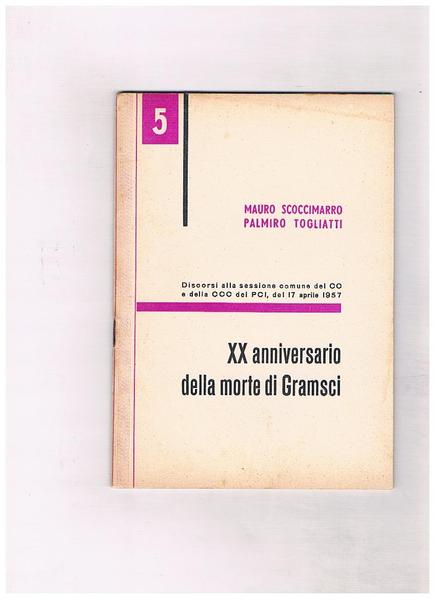 5
MAURO SCOCCIMARRO
PALMIRO TOGLIATTI
Discorsi alla sessione comune del CC
e della CCC del PCI, del 17 aprile 1957
XX anniversario
della morte di Gramsci